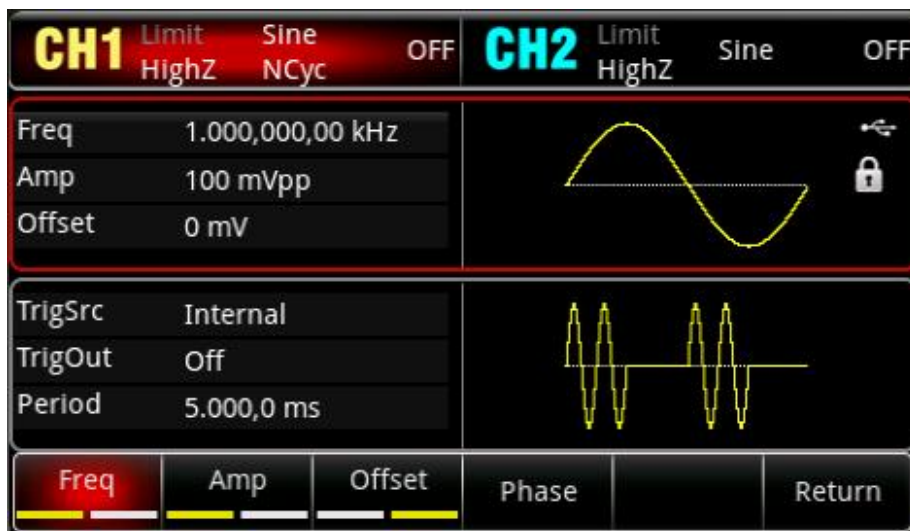 CH1 Limit Sine OFF CH2 Limit Sine OFF
HighZ NCyc HighZ
Freq 1.000,000,00 kHz
Amp 100 mVpp
Offset 0 mV
TrigSrc Internal
TrigOut Off
Period 5.000,0 ms
Freq Amp Offset Phase Return